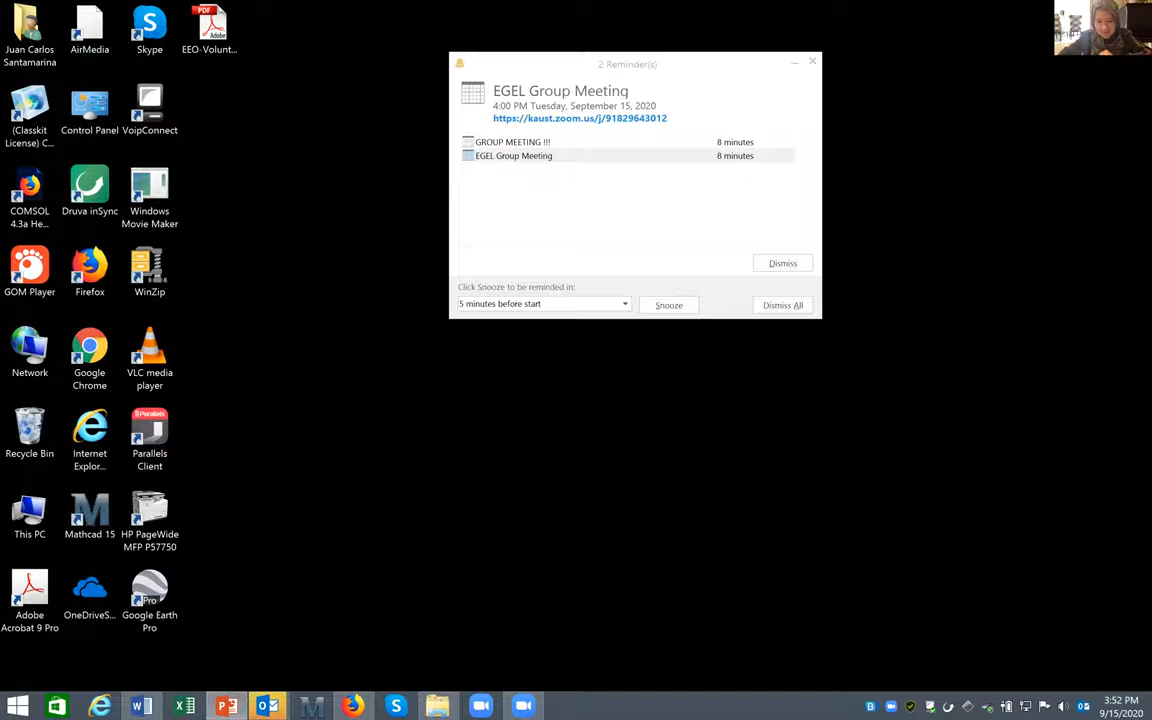 Juan Carlos
Santamarina
AirMedia
Skype
PDF
Adobe
EEO-Volunt...
(Classkit
License) C...
Control Panel
VoipConnect
COMSOL
4.3a He...
Druva inSync
Windows
Movie Maker
GOM Player
Firefox
WinZip
Network
Google
Chrome
VLC media
player
Recycle Bin
Internet
Explor...
Parallels
Parallels
Client
This PC
Mathcad 15
HP PageWide
MFP P57750
Adobe
Acrobat 9 Pro
OneDriveS...
Pro
Google Earth
Pro
2 Reminder(s)
EGEL Group Meeting
4:00 PM Tuesday, September 15, 2020
https://kaust.zoom.us/j/91829643012
GROUP MEETING !!! 8 minutes
EGEL Group Meeting 8 minutes
Dismiss
Click Snooze to be reminded in:
5 minutes before start
Snooze
Dismiss All
3:52 PM
9/15/2020